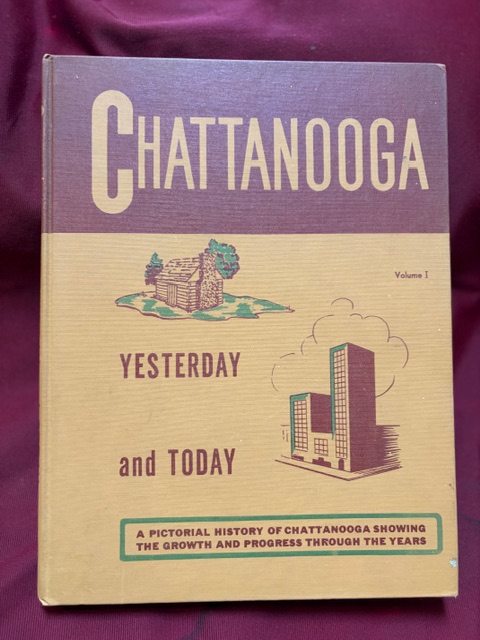 CHATTANOOGA
Volume I
YESTERDAY
and TODAY
A PICTORIAL HISTORY OF CHATTANOOGA SHOWING
THE GROWTH AND PROGRESS THROUGH THE YEARS